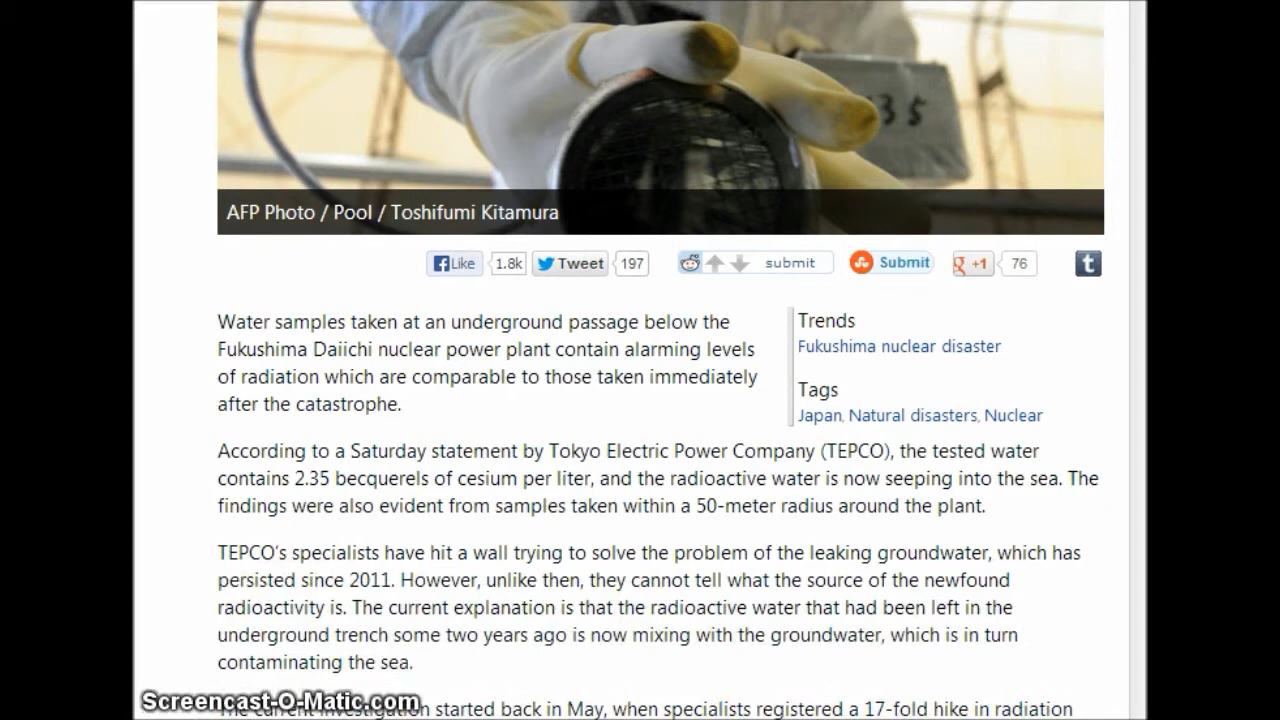 35
AFP Photo / Pool / Toshifumi Kitamura
Like 1.8k Tweet 197 submit Submit +1 76
Water samples taken at an underground passage below the
Fukushima Daiichi nuclear power plant contain alarming levels
of radiation which are comparable to those taken immediately
after the catastrophe.
Trends
Fukushima nuclear disaster
Tags
Japan, Natural disasters, Nuclear
According to a Saturday statement by Tokyo Electric Power Company (TEPCO), the tested water
contains 2.35 becquerels of cesium per liter, and the radioactive water is now seeping into the sea. The
findings were also evident from samples taken within a 50-meter radius around the plant.
TEPCO’s specialists have hit a wall trying to solve the problem of the leaking groundwater, which has
persisted since 2011. However, unlike then, they cannot tell what the source of the newfound
radioactivity is. The current explanation is that the radioactive water that had been left in the
underground trench some two years ago is now mixing with the groundwater, which is in turn
contaminating the sea.
The current investigation started back in May, when specialists registered a 17-fold hike in radiation
Screencast-O-Matic.com